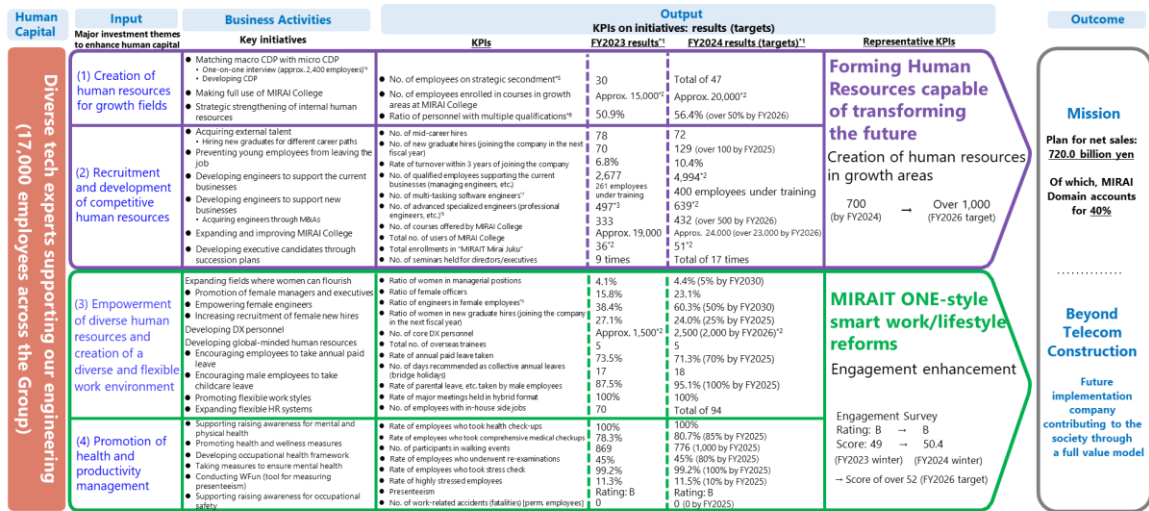 Human
Capital
Input
Major investment themes
to enhance human capital
Business Activities
Key initiatives
Output
KPIs on initiatives: results (targets)
KPIs
FY2023 results*1
FY2024 results (targets)*1
Representative KPIs
Outcome
Diverse tech experts supporting our engineering
(17,000 employees across the Group)
(1) Creation of
human resources
for growth fields
● Matching macro CDP with micro CDP
• One-on-one interview (approx. 2,400 employees)*4
• Developing CDP
● Making full use of MIRAI College
● Strategic strengthening of internal human
resources
● No. of employees on strategic secondment*5
● No. of employees enrolled in courses in growth
areas at MIRAI College
● Ratio of personnel with multiple qualifications*6
30
Approx. 15,000*2
50.9%
Total of 47
Approx. 20,000*2
56.4% (over 50% by FY2026)
(2) Recruitment
and development
of competitive
human resources
● Acquiring external talent
• Hiring new graduates for different career paths
● Preventing young employees from leaving the
job
● Developing engineers to support the current
businesses
● Developing engineers to support new
businesses
• Acquiring engineers through M&As
● Expanding and improving MIRAI College
● Developing executive candidates through
succession plans
● No. of mid-career hires
● No. of new graduate hires (joining the company in the next
fiscal year)
● Rate of turnover within 3 years of joining the company
● No. of qualified employees supporting the current
businesses (managing engineers, etc.)
● No. of multi-tasking software engineers*7
● No. of advanced specialized engineers (professional
engineers, etc.)*8
● No. of courses offered by MIRAI College
● Total no. of users of MIRAI College
● Total enrollments in "MIRAIT Mirai Juku"
● No. of seminars held for directors/executives
78
70
6.8%
2,677
261 employees
under training
497*3
333
Approx. 19,000
36*2
9 times
72
129 (over 100 by FY2025)
10.4%
4,994*2
400 employees under training
639*2
432 (over 500 by FY2026)
Approx. 24,000 (over 23,000 by FY2026)
51*2
Total of 17 times
Forming Human
Resources capable
of transforming
the future
Creation of human resources
in growth areas
700 → Over 1,000
(by FY2024) (FY2026 target)
(3) Empowerment
of diverse human
resources and
creation of a
diverse and flexible
work environment
Expanding fields where women can flourish
● Promotion of female managers and executives
● Empowering female engineers
● Increasing recruitment of female new hires
Developing DX personnel
Developing global-minded human resources
● Encouraging employees to take annual paid
leave
● Encouraging male employees to take
childcare leave
● Promoting flexible work styles
● Expanding flexible HR systems
● Ratio of women in managerial positions
● Ratio of female officers
● Ratio of engineers in female employees*9
● Ratio of women in new graduate hires (joining the company
in the next fiscal year)
● No. of core DX personnel
● Total no. of overseas trainees
● Rate of annual paid leave taken
● No. of days recommended as collective annual leaves
(bridge holidays)
● Rate of parental leave, etc. taken by male employees
● Rate of major meetings held in hybrid format
● No. of employees with in-house side jobs
4.1%
15.8%
38.4%
27.1%
Approx. 1,500*2
5
73.5%
17
87.5%
100%
70
4.4% (5% by FY2030)
23.1%
60.3% (50% by FY2030)
24.0% (25% by FY2025)
2,500 (2,000 by FY2026)*2
5
71.3% (70% by FY2025)
18
95.1% (100% by FY2025)
100%
Total of 94
(4) Promotion of
health and
productivity
management
● Supporting raising awareness for mental and
physical health
● Promoting health and wellness measures
● Developing occupational health framework
● Taking measures to ensure mental health
● Conducting WFun (tool for measuring
presenteeism)
● Supporting raising awareness for occupational
safety
● Rate of employees who took health check-ups
● Rate of employees who took comprehensive medical checkups
● No. of participants in walking events
● Rate of employees who underwent re-examinations
● Rate of employees who took stress check
● Rate of highly stressed employees
● Presenteeism
● No. of work-related accidents (fatalities) [perm. employees]
100%
78.3%
869
45%
99.2%
11.3%
Rating: B
0
100%
80.7% (85% by FY2025)
776 (1,000 by FY2025)
45% (80% by FY2025)
99.2% (100% by FY2025)
11.5% (10% by FY2025)
Rating: B
0 (0 by FY2025)
MIRAIT ONE-style
smart work/lifestyle
reforms
Engagement enhancement
Engagement Survey
Rating: B → B
Score: 49 → 50.4
(FY2023 winter) (FY2024 winter)
→ Score of over 52 (FY2026 target)
Mission
Plan for net sales:
720.0 billion yen
Of which, MIRAI
Domain accounts
for 40%
Beyond
Telecom
Construction
Future
implementation
company
contributing to the
society through
a full value model